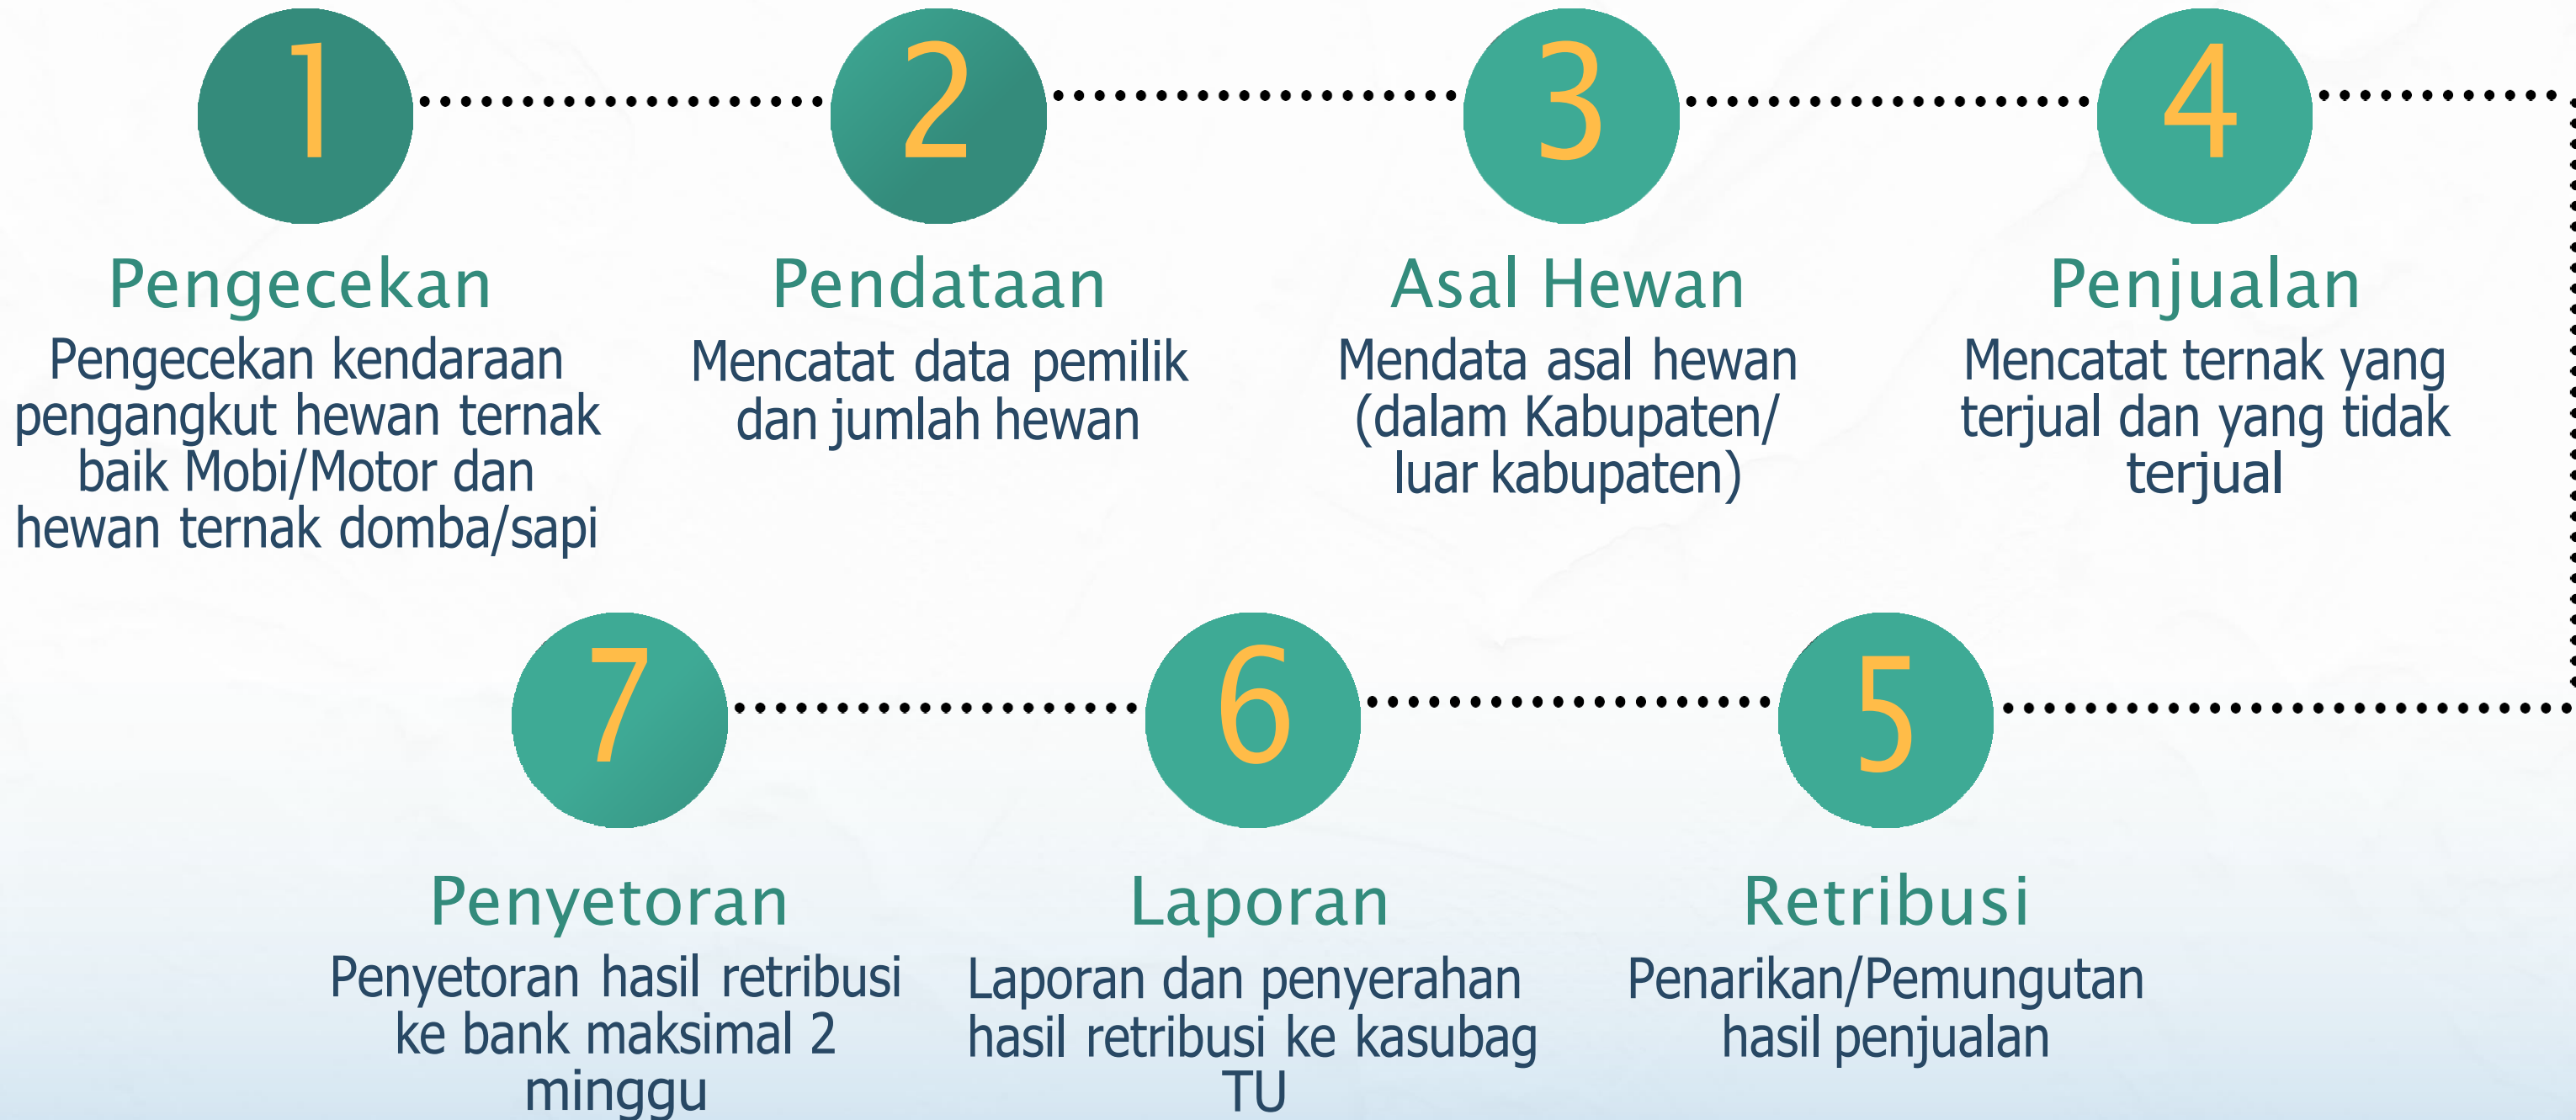 1
Pengecekan
Pengecekan kendaraan
pengangkut hewan ternak
baik Mobi/Motor dan
hewan ternak domba/sapi
2
Pendataan
Mencatat data pemilik
dan jumlah hewan
3
Asal Hewan
Mendata asal hewan
(dalam Kabupaten/
luar kabupaten)
4
Penjualan
Mencatat ternak yang
terjual dan yang tidak
terjual
5
Retribusi
Penarikan/Pemungutan
hasil penjualan
6
Laporan
Laporan dan penyerahan
hasil retribusi ke kasubag
TU
7
Penyetoran
Penyetoran hasil retribusi
ke bank maksimal 2
minggu